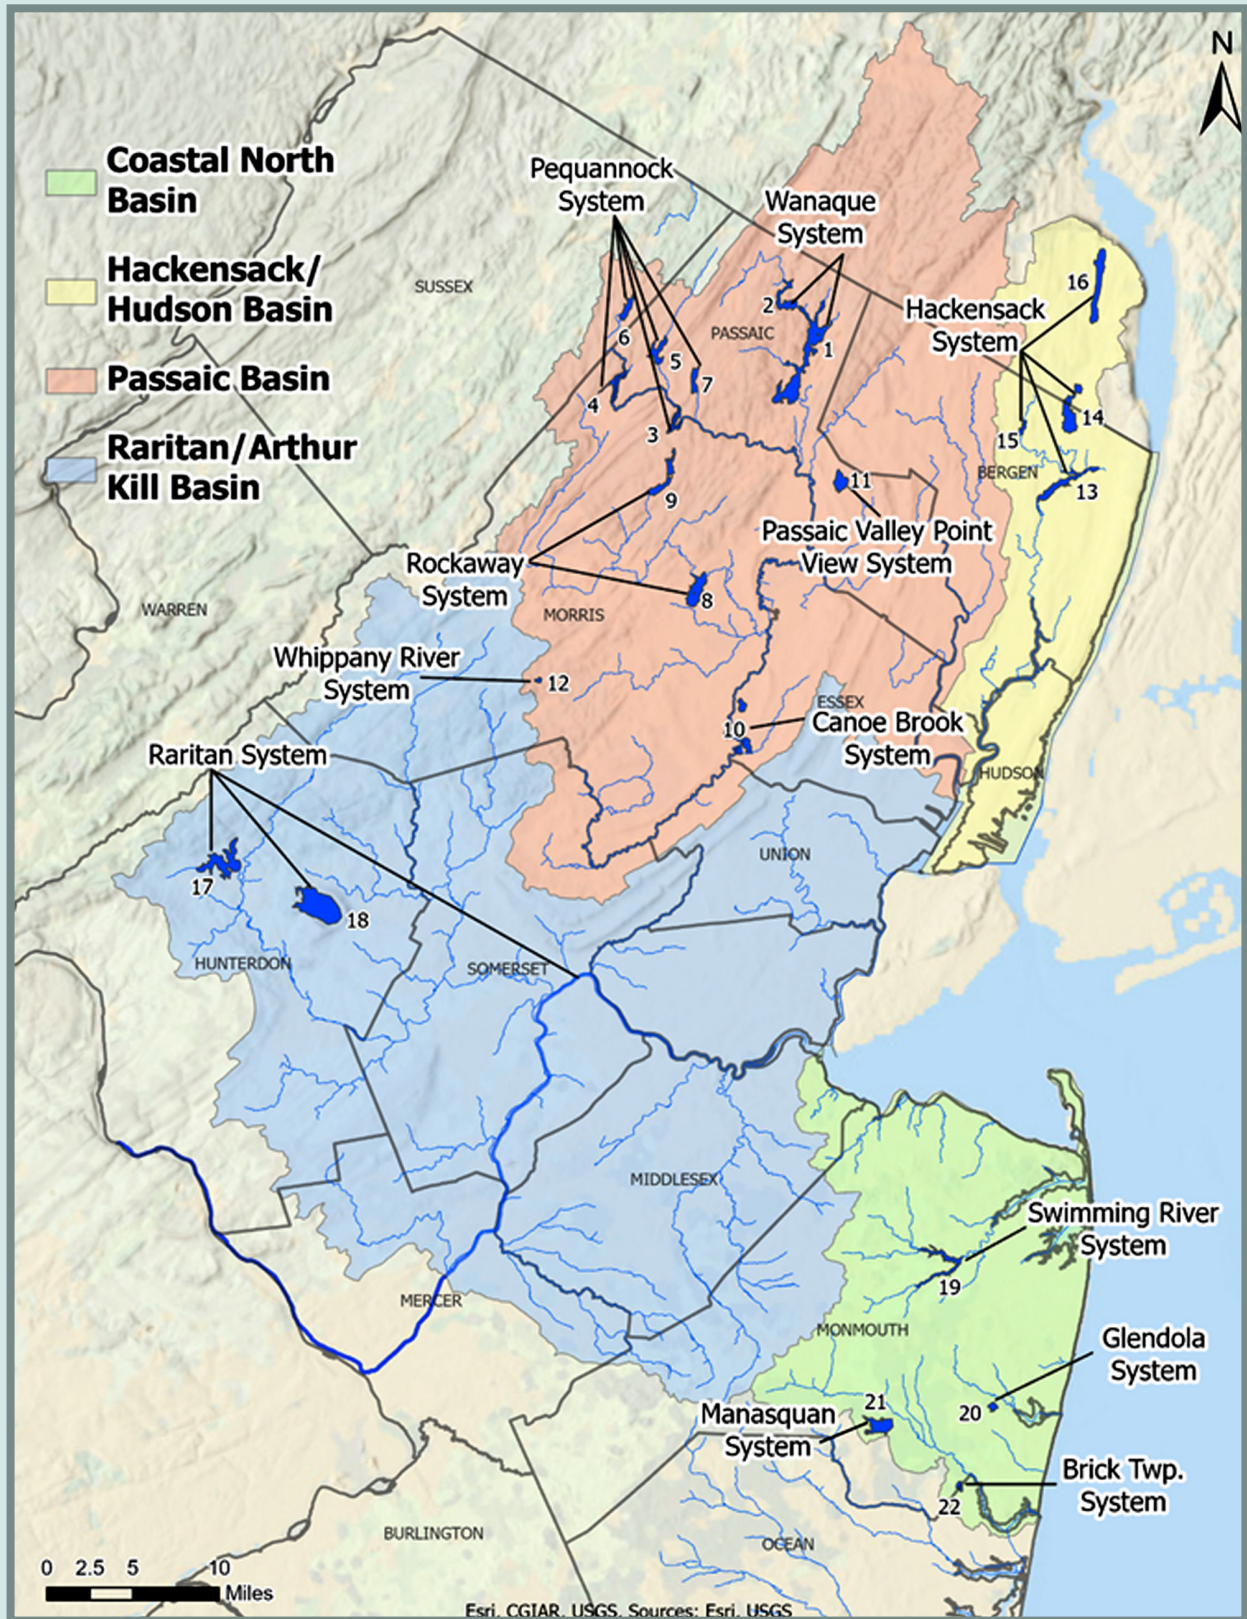 N
Coastal North
Basin
Hackensack/
Hudson Basin
Passaic Basin
Raritan/Arthur
Kill Basin
Pequannock
System
Wanaque
System
Hackensack
System
SUSSEX
PASSAIC
16
2
1
6
5
7
4
3
14
15
BERGEN
13
9
11
Passaic Valley Point
View System
Rockaway
System
8
WARREN
MORRIS
Whippany River
System
12
ESSEX
10
Canoe Brook
System
Raritan System
HUDSON
UNION
17
18
HUNTERDON
SOMERSET
MIDDLESEX
Swimming River
System
19
MERCER
MONMOUTH
Glendola
System
20
21
Manasquan
System
Brick Twp.
System
22
BURLINGTON
OCEAN
0 2.5 5 10
Miles
Esri, CGIAR, USGS, Sources: Esri, USGS